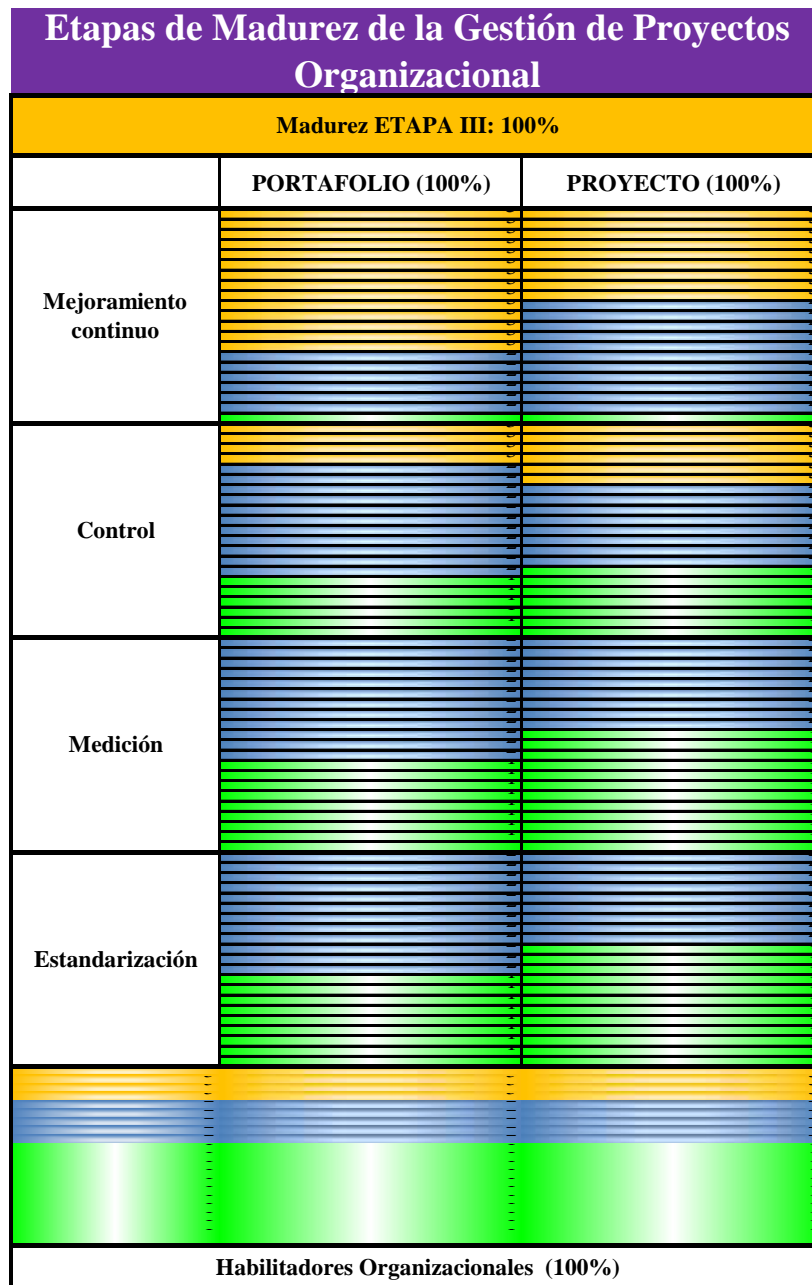 Etapas de Madurez de la Gestión de Proyectos
Organizacional
Madurez ETAPA III: 100%
PORTAFOLIO (100%) PROYECTO (100%)
Mejoramiento
continuo
Control
Medición
Estandarización
Habilitadores Organizacionales (100%)